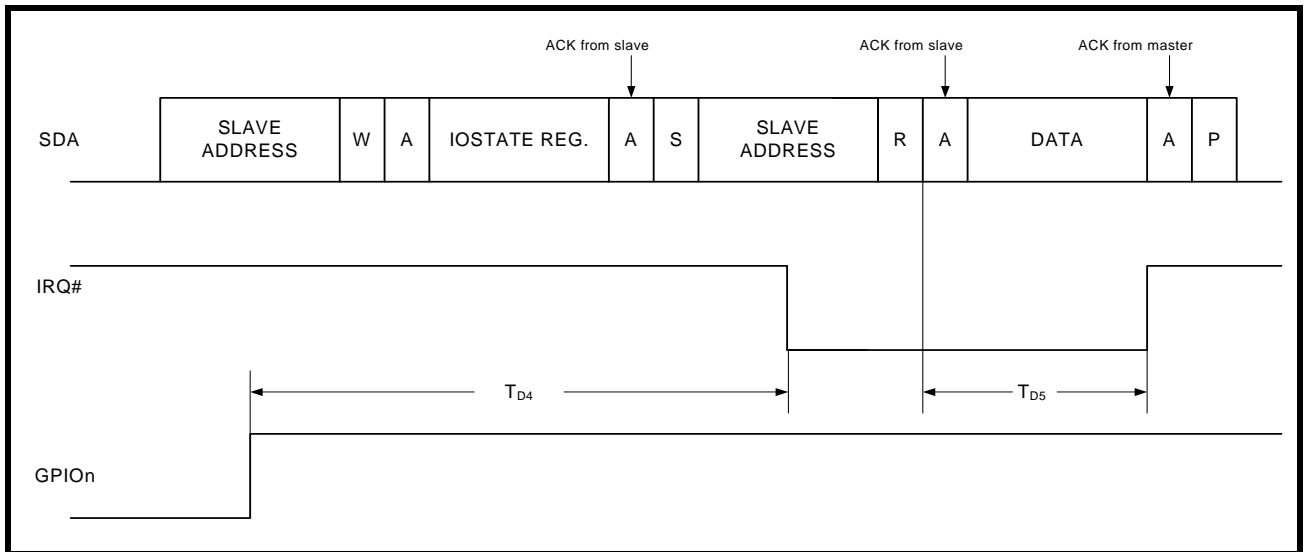 ACK from slave
ACK from slave
ACK from master
SDA
SLAVE
ADDRESS
W
A
IOSTATE REG.
A
S
SLAVE
ADDRESS
R
A
DATA
A
P
IRQ#
TD4
TD5
GPIOn